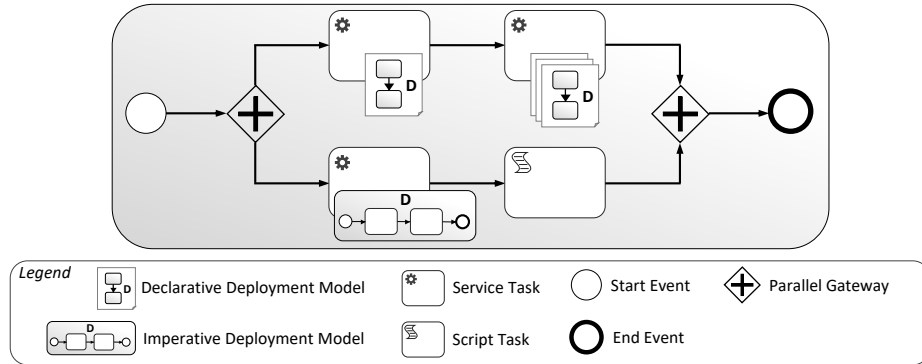 D
D
D
Legend
D
Declarative Deployment Model
Service Task
Start Event
Parallel Gateway
D
Imperative Deployment Model
Script Task
End Event